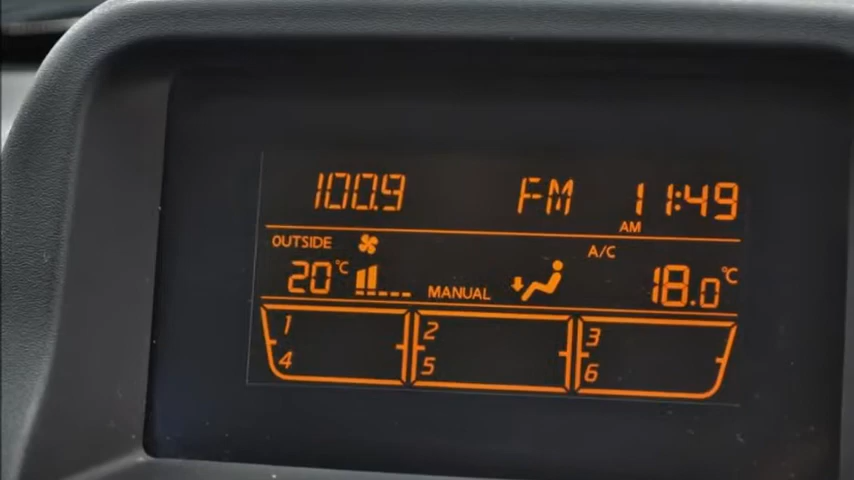 100.9 FM 11:49
AM
OUTSIDE A/C
20°C MANUAL 18.0°C
1 2 3
4 5 6